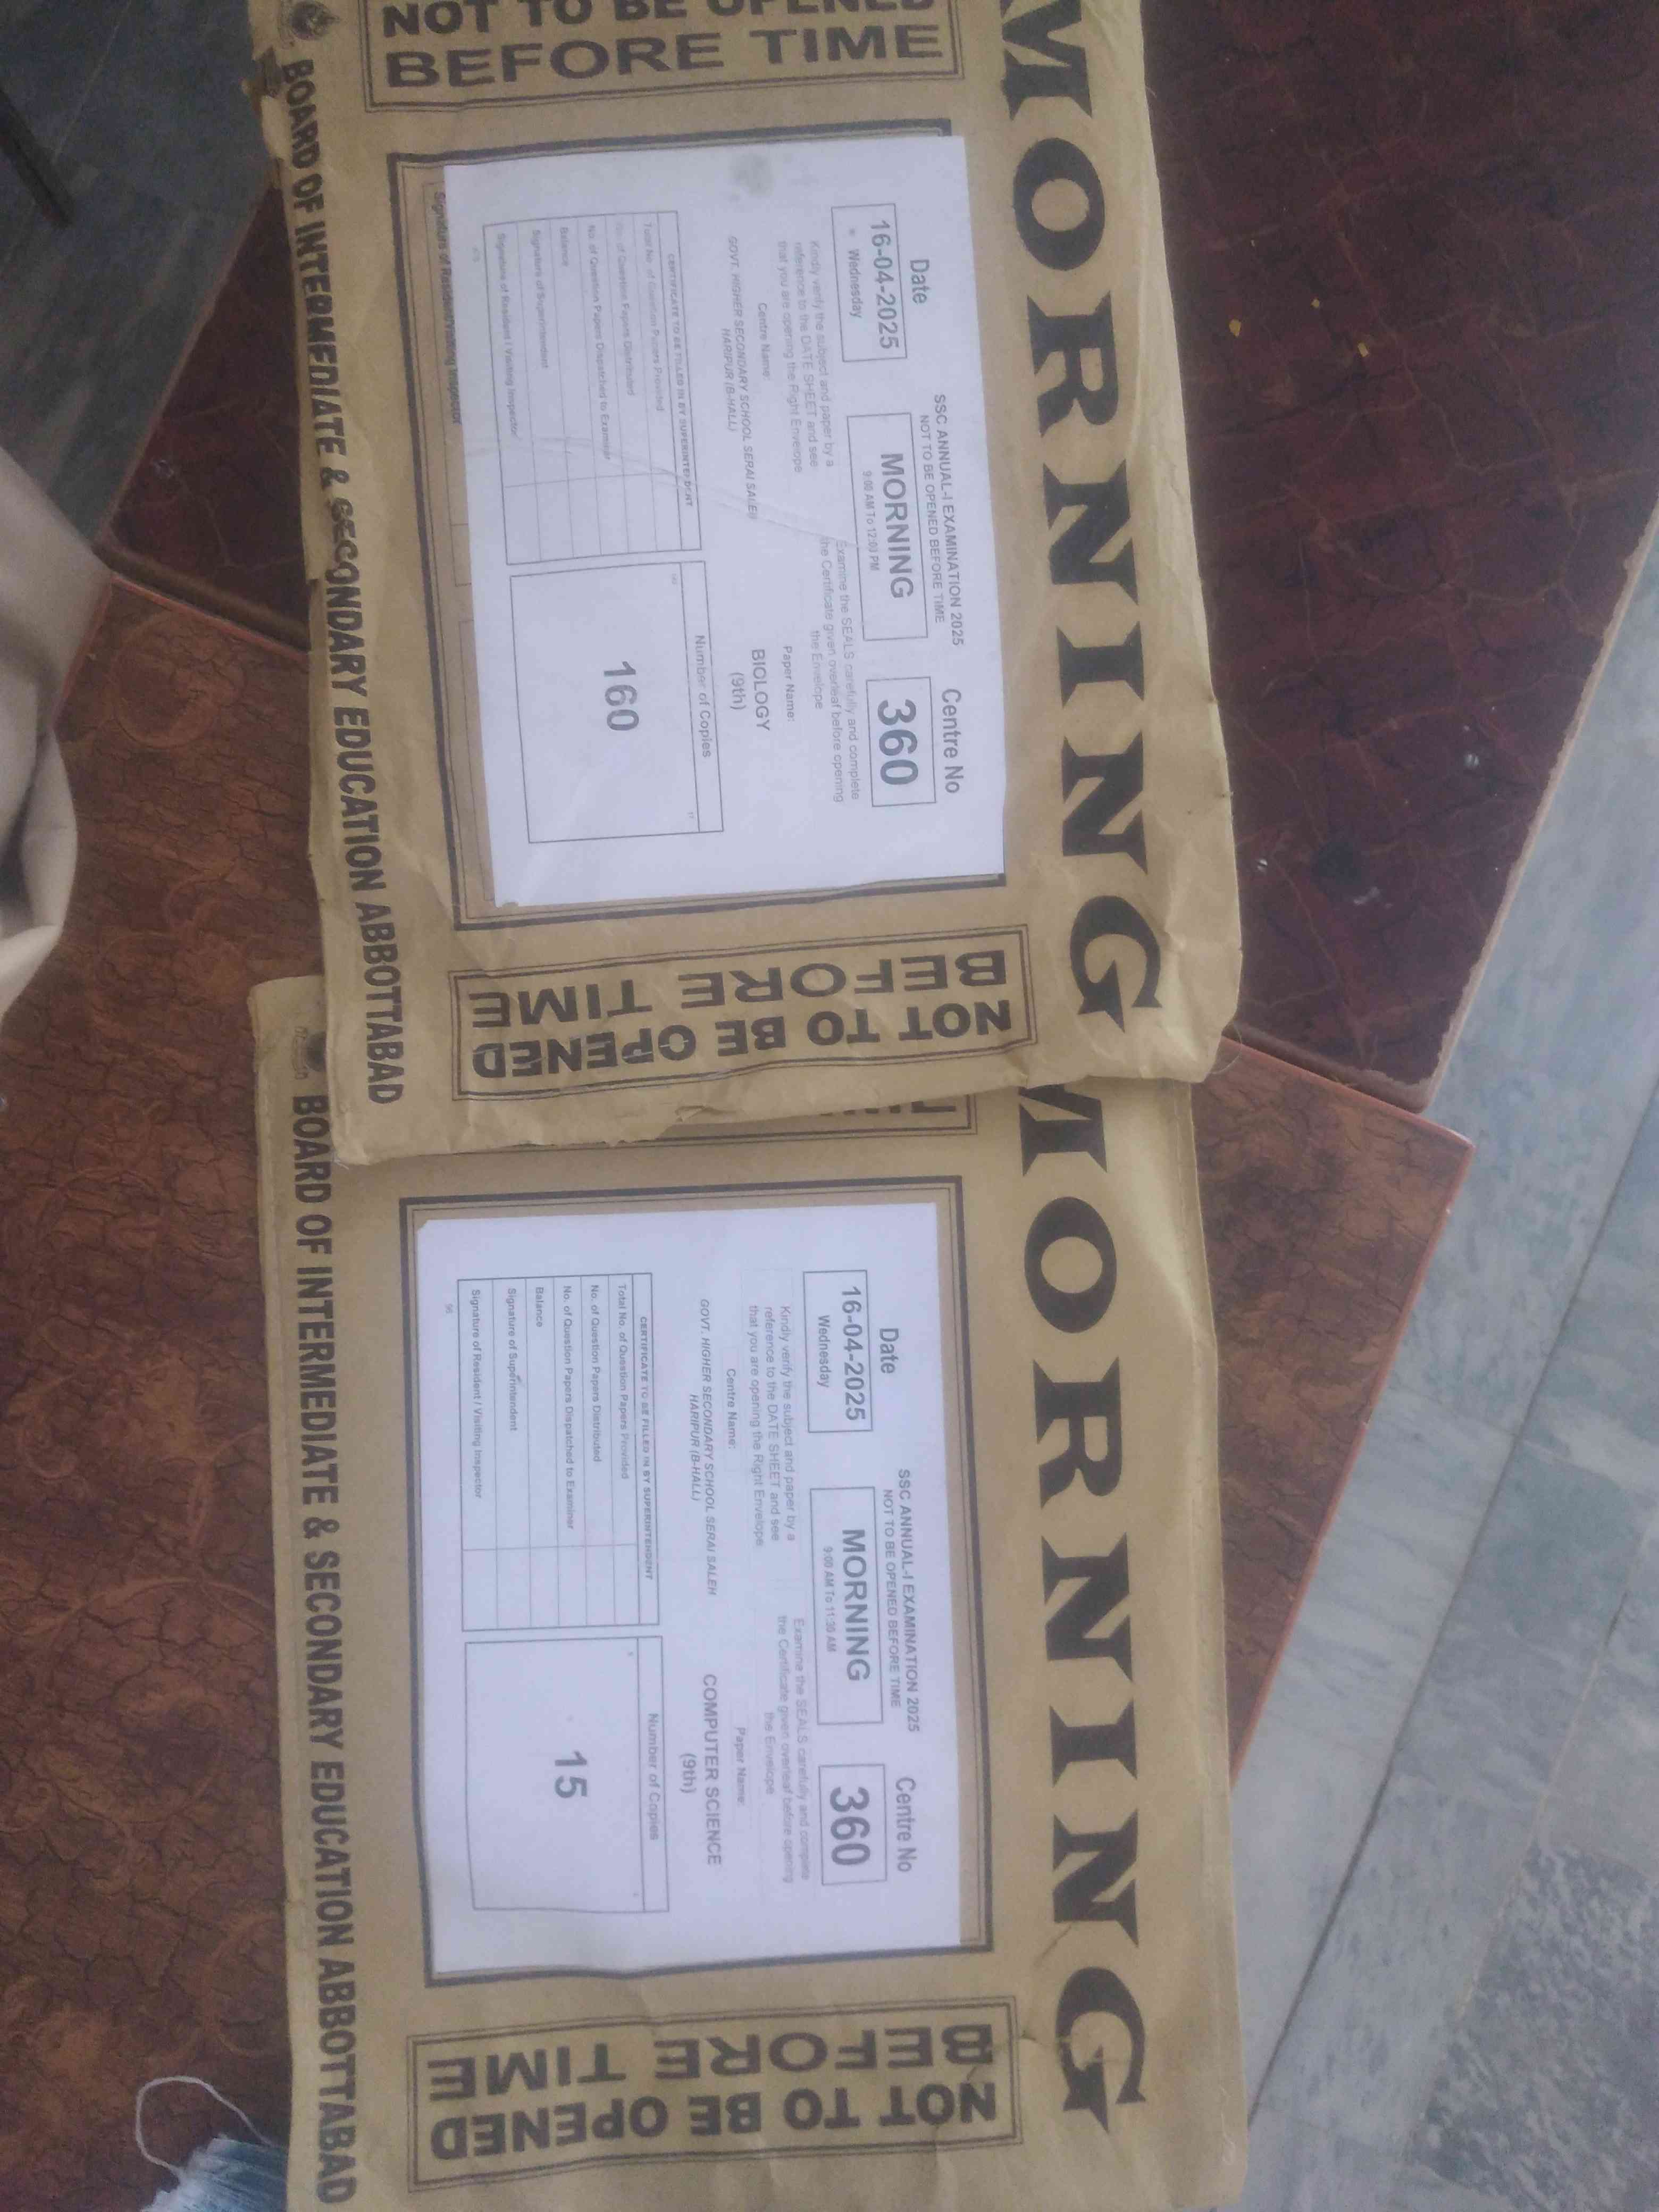 NOT TO BE OPENED
BEFORE TIME
MORNING
SSC ANNUAL-I EXAMINATION 2025
NOT TO BE OPENED BEFORE TIME
Date
16-04-2025
Wednesday
MORNING
9:00 AM To 12:00 PM
Centre No
360
Kindly verify the subject and paper by a
reference to the DATE SHEET and see
that you are opening the Right Envelope
Examine the SEALS carefully and complete
the Certificate given overleaf before opening
the Envelope
Centre Name:
GOVT. HIGHER SECONDARY SCHOOL SERAI SALEH
HARIPUR (B-HALL)
Paper Name:
BIOLOGY
(9th)
CERTIFICATE TO BE FILLED IN BY SUPERINTENDENT
Total No. of Question Papers Provided
No. of Question Papers Distributed
No. of Question Papers Dispatched to Examiner
Balance
Signature of Superintendent
Signature of Resident / Visiting Inspector
Number of Copies
160
Signature of Resident/Visiting Inspector
NOT TO BE OPENED
BEFORE TIME
BOARD OF INTERMEDIATE & SECONDARY EDUCATION ABBOTTABAD
MORNING
SSC ANNUAL-I EXAMINATION 2025
NOT TO BE OPENED BEFORE TIME
Date
16-04-2025
Wednesday
MORNING
9:00 AM To 11:30 AM
Centre No
360
Kindly verify the subject and paper by a
reference to the DATE SHEET and see
that you are opening the Right Envelope
Examine the SEALS carefully and complete
the Certificate given overleaf before opening
the Envelope
Centre Name:
GOVT. HIGHER SECONDARY SCHOOL SERAI SALEH
HARIPUR (B-HALL)
Paper Name:
COMPUTER SCIENCE
(9th)
CERTIFICATE TO BE FILLED IN BY SUPERINTENDENT
Total No. of Question Papers Provided
No. of Question Papers Distributed
No. of Question Papers Dispatched to Examiner
Balance
Signature of Superintendent
Signature of Resident / Visiting Inspector
Number of Copies
15
NOT TO BE OPENED
BEFORE TIME
BOARD OF INTERMEDIATE & SECONDARY EDUCATION ABBOTTABAD